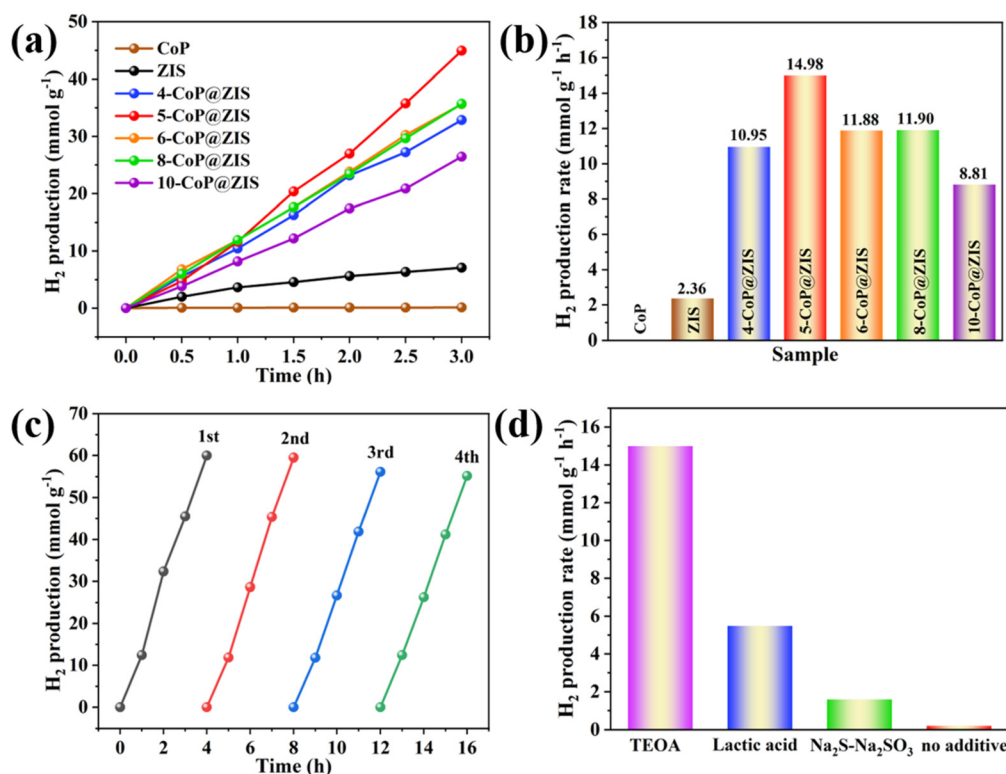 (a)
H₂ production (mmol g⁻¹)
50
40
30
20
10
0
CoP
ZIS
4-CoP@ZIS
5-CoP@ZIS
6-CoP@ZIS
8-CoP@ZIS
10-CoP@ZIS
0.0 0.5 1.0 1.5 2.0 2.5 3.0
Time (h)
(b)
H₂ production rate (mmol g⁻¹ h⁻¹)
18
16
14
12
10
8
6
4
2
0
2.36
10.95
14.98
11.88
11.90
8.81
CoP
ZIS
4-CoP@ZIS
5-CoP@ZIS
6-CoP@ZIS
8-CoP@ZIS
10-CoP@ZIS
Sample
(c)
H₂ production (mmol g⁻¹)
70
60
50
40
30
20
10
0
1st
2nd
3rd
4th
0 2 4 6 8 10 12 14 16
Time (h)
(d)
H₂ production rate (mmol g⁻¹ h⁻¹)
16
14
12
10
8
6
4
2
0
TEOA Lactic acid Na₂S-Na₂SO₃ no additive